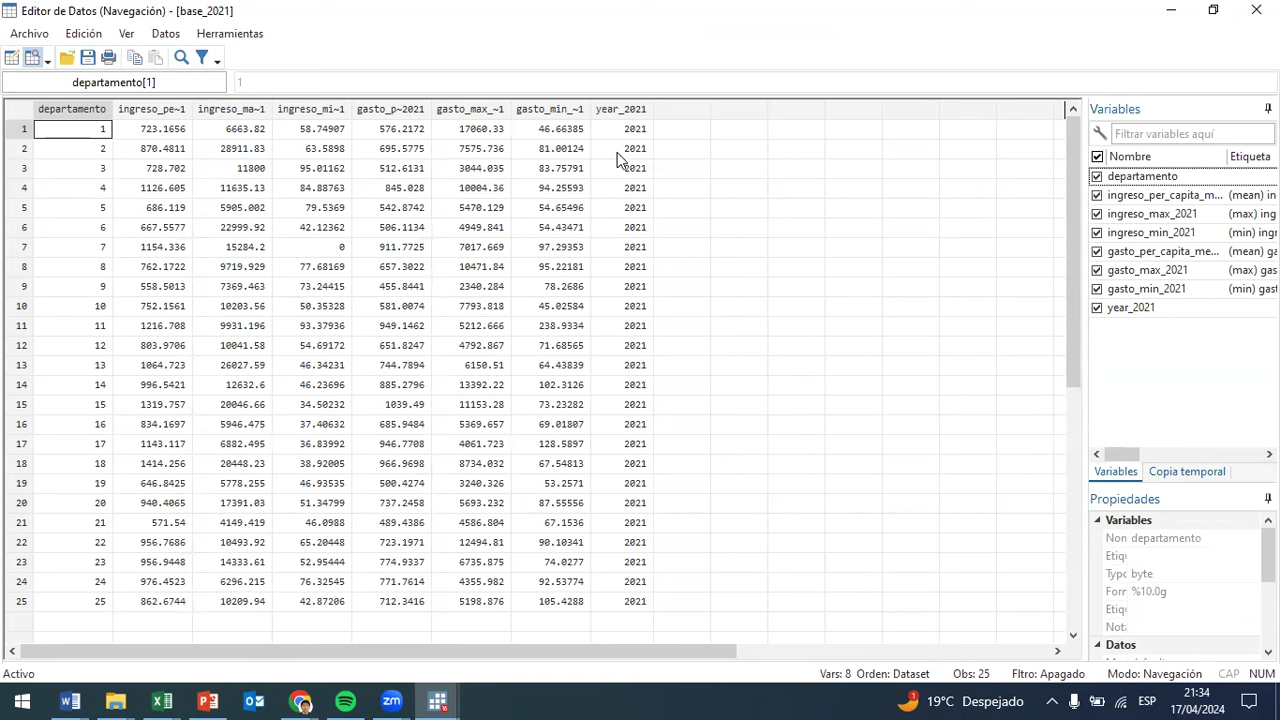 Editor de Datos (Navegación) - [base_2021]
Archivo Edición Ver Datos Herramientas
departamento[1] 1
departamento ingreso_pe~1 ingreso_ma~1 ingreso_mi~1 gasto_p~2021 gasto_max_~1 gasto_min_~1 year_2021
1 1 723.1656 6663.82 58.74907 576.2172 17060.33 46.66385 2021
2 2 870.4811 28911.83 63.5898 695.5775 7575.736 81.00124 2021
3 3 728.702 11800 95.01162 512.6131 3044.035 83.75791 2021
4 4 1126.605 11635.13 84.88763 845.028 10004.36 94.25593 2021
5 5 686.119 5905.002 79.5369 542.8742 5470.129 54.65496 2021
6 6 667.5577 22999.92 42.12362 506.1134 4949.841 54.43471 2021
7 7 1154.336 15284.2 0 911.7725 7017.669 97.29353 2021
8 8 762.1722 9719.929 77.68169 657.3022 10471.84 95.22181 2021
9 9 558.5013 7369.463 73.24415 455.8441 2340.284 78.2686 2021
10 10 752.1561 10203.56 50.35328 581.0074 7793.818 45.02584 2021
11 11 1216.708 9931.196 93.37936 949.1462 5212.666 238.9334 2021
12 12 803.9706 10041.58 54.69172 651.8247 4792.867 71.68565 2021
13 13 1064.723 26027.59 46.34231 744.7894 6150.51 64.43839 2021
14 14 996.5421 12632.6 46.23696 885.2796 13392.22 102.3126 2021
15 15 1319.757 20046.66 34.50232 1039.49 11153.28 73.23282 2021
16 16 834.1697 5946.475 37.40632 685.9484 5369.657 69.01807 2021
17 17 1143.117 6882.495 36.83992 946.7708 4061.723 128.5897 2021
18 18 1414.256 20448.23 38.92005 966.9698 8734.032 67.54813 2021
19 19 646.8425 5778.255 46.93535 500.4274 3240.326 53.2571 2021
20 20 940.4065 17391.03 51.34799 737.2458 5693.232 87.55556 2021
21 21 571.54 4149.419 46.0988 489.4386 4586.804 67.1536 2021
22 22 956.7686 10493.92 65.20448 723.1971 12494.81 90.10341 2021
23 23 956.9448 14333.61 52.95444 774.9337 6735.875 74.0277 2021
24 24 976.4523 6296.215 76.32545 771.7614 4355.982 92.53774 2021
25 25 862.6744 10209.94 42.87206 712.3416 5198.876 105.4288 2021
Variables
Filtrar variables aquí
Nombre Etiqueta
departamento
ingreso_per_capita_m... (mean) in
ingreso_max_2021 (max) ing
ingreso_min_2021 (min) ingr
gasto_per_capita_me... (mean) ga
gasto_max_2021 (max) gas
gasto_min_2021 (min) gast
year_2021
Variables Copia temporal
Propiedades
Variables
Non departamento
Etiq
Tipo byte
Forr %10.0g
Etiq
Not
Datos
Activo Vars: 8 Orden: Dataset Obs: 25 Fltro: Apagado Modo: Navegación CAP NUM
19°C Despejado ESP 21:34
17/04/2024